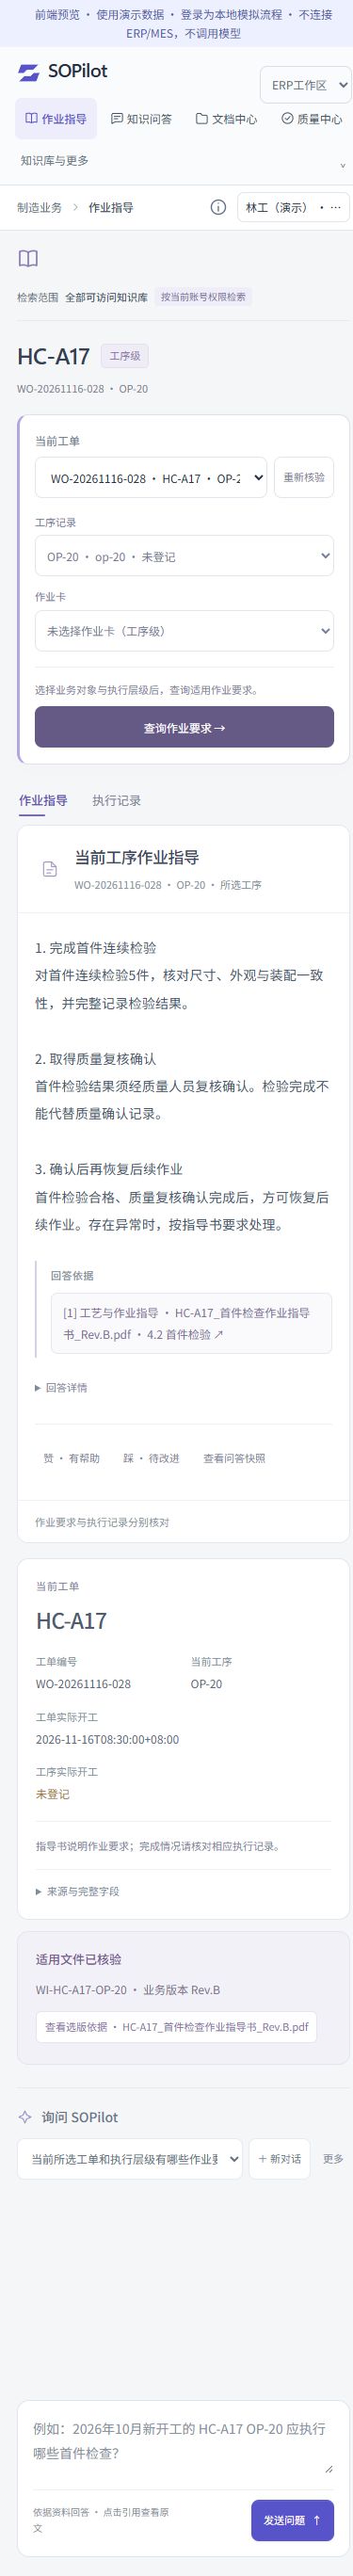 前端预览 • 使用演示数据 • 登录为本地模拟流程 • 不连接
ERP/MES，不调用模型
SOPilot
ERP工作区
作业指导
知识问答
文档中心
质量中心
知识库与更多
制造业务 > 作业指导
林工（演示） • ...
检索范围 全部可访问知识库 按当前账号权限检索
HC-A17 工序级
WO-20261116-028 • OP-20
当前工单
WO-20261116-028 • HC-A17 • OP-2
重新核验
工序记录
OP-20 • op-20 • 未登记
作业卡
未选择作业卡（工序级）
选择业务对象与执行层级后，查询适用作业要求。
查询作业要求 →
作业指导
执行记录
当前工序作业指导
WO-20261116-028 • OP-20 • 所选工序
1. 完成首件连续检验
对首件连续检验5件，核对尺寸、外观与装配一致
性，并完整记录检验结果。
2. 取得质量复核确认
首件检验结果须经质量人员复核确认。检验完成不
能代替质量确认记录。
3. 确认后再恢复后续作业
首件检验合格、质量复核确认完成后，方可恢复后
续作业。存在异常时，按指导书要求处理。
回答依据
[1] 工艺与作业指导 • HC-A17_首件检查作业指导
书_Rev.B.pdf • 4.2 首件检验 ↗
▶ 回答详情
赞 • 有帮助
踩 • 待改进
查看问答快照
作业要求与执行记录分别核对
当前工单
HC-A17
工单编号
当前工序
WO-20261116-028
OP-20
工单实际开工
2026-11-16T08:30:00+08:00
工序实际开工
未登记
指导书说明作业要求；完成情况请核对相应执行记录。
▶ 来源与完整字段
适用文件已核验
WI-HC-A17-OP-20 • 业务版本 Rev.B
查看选版依据 • HC-A17_首件检查作业指导书_Rev.B.pdf
询问 SOPilot
当前所选工单和执行层级有哪些作业要
＋ 新对话
更多
例如：2026年10月新开工的 HC-A17 OP-20 应执行
哪些首件检查？
依据资料回答 • 点击引用查看原
文
发送问题 ↑